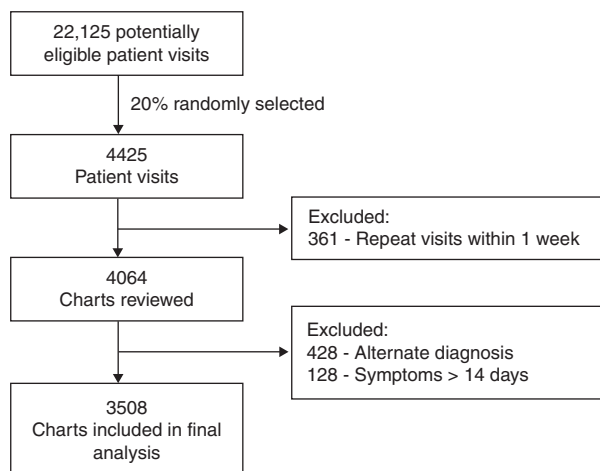 22,125 potentially
eligible patient visits
20% randomly selected
4425
Patient visits
Excluded:
361 - Repeat visits within 1 week
4064
Charts reviewed
Excluded:
428 - Alternate diagnosis
128 - Symptoms > 14 days
3508
Charts included in final
analysis